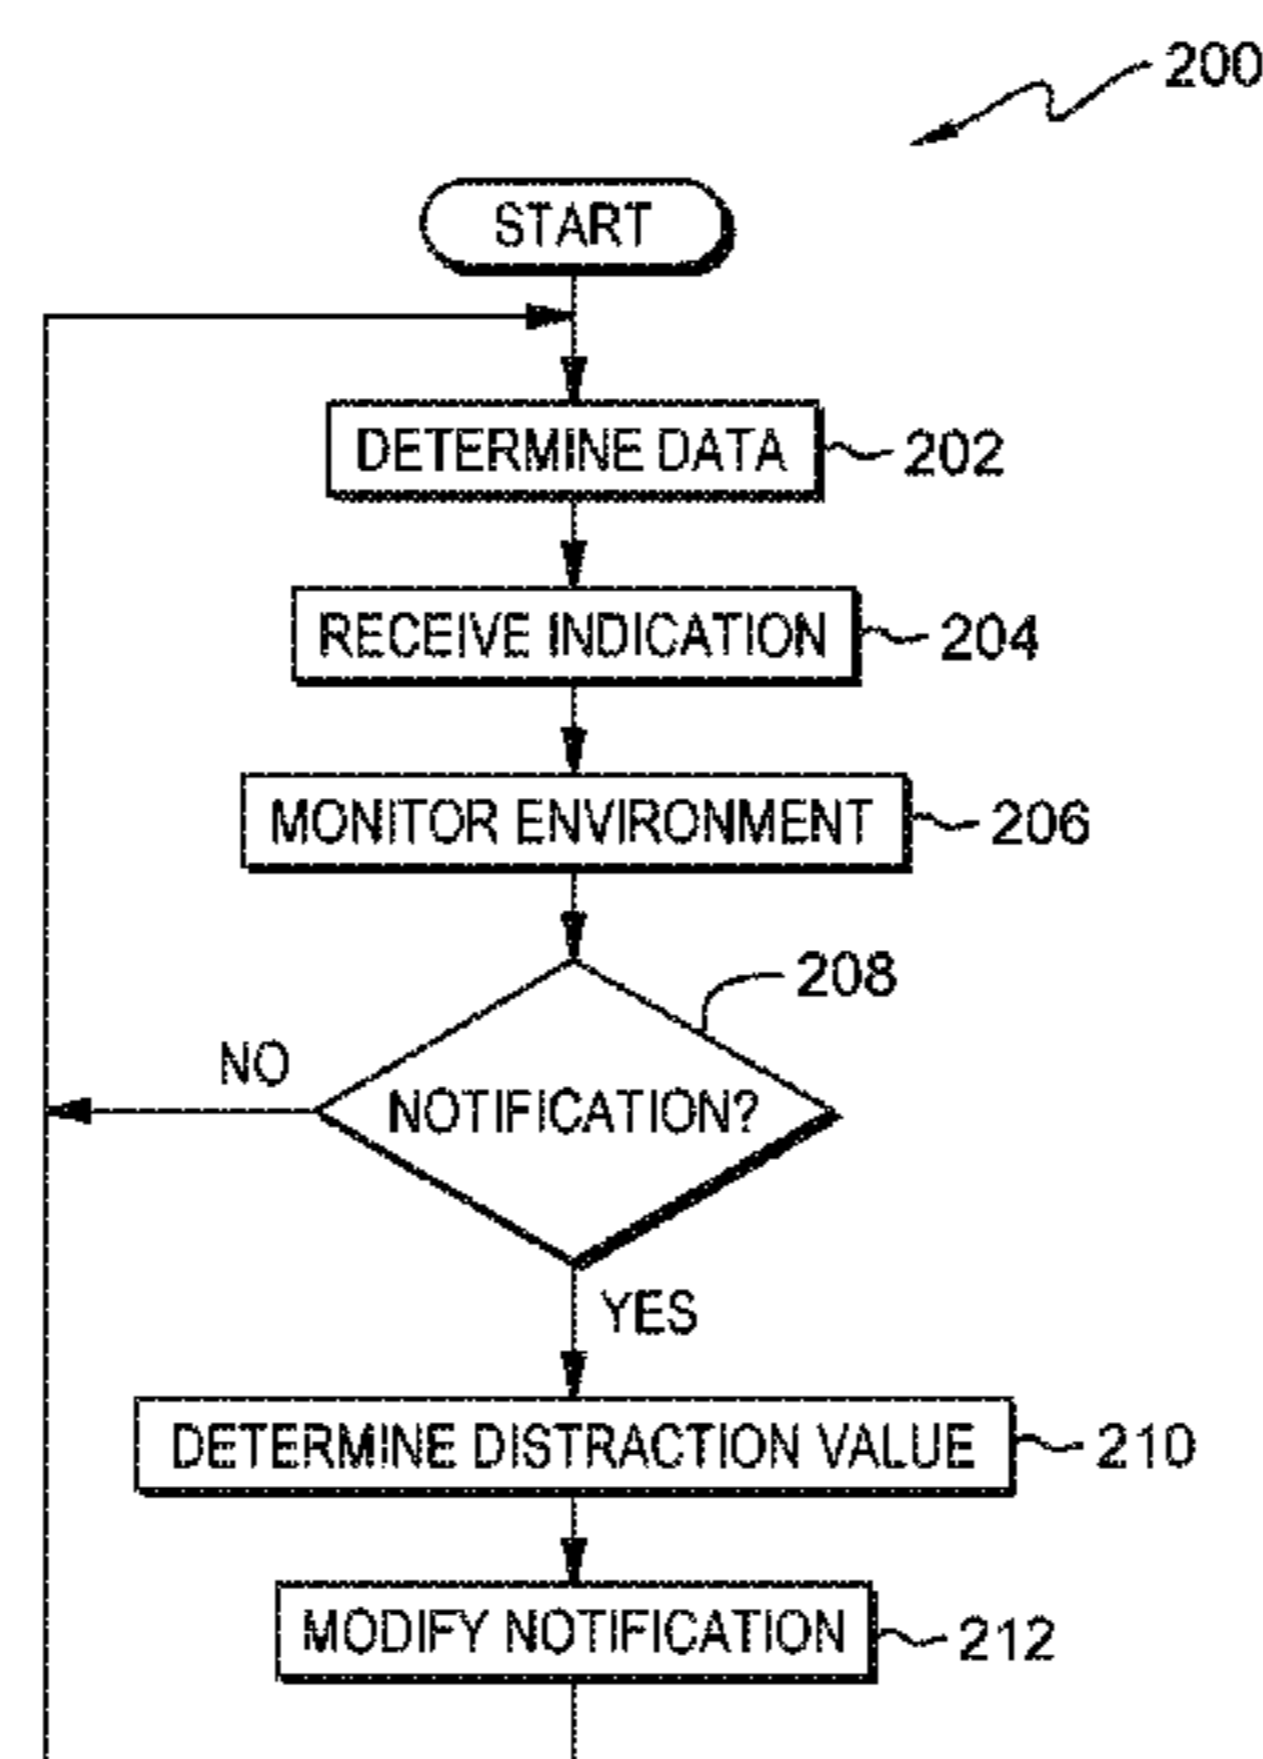 200
START
DETERMINE DATA 202
RECEIVE INDICATION 204
MONITOR ENVIRONMENT 206
208
NO
NOTIFICATION?
YES
DETERMINE DISTRACTION VALUE 210
MODIFY NOTIFICATION 212